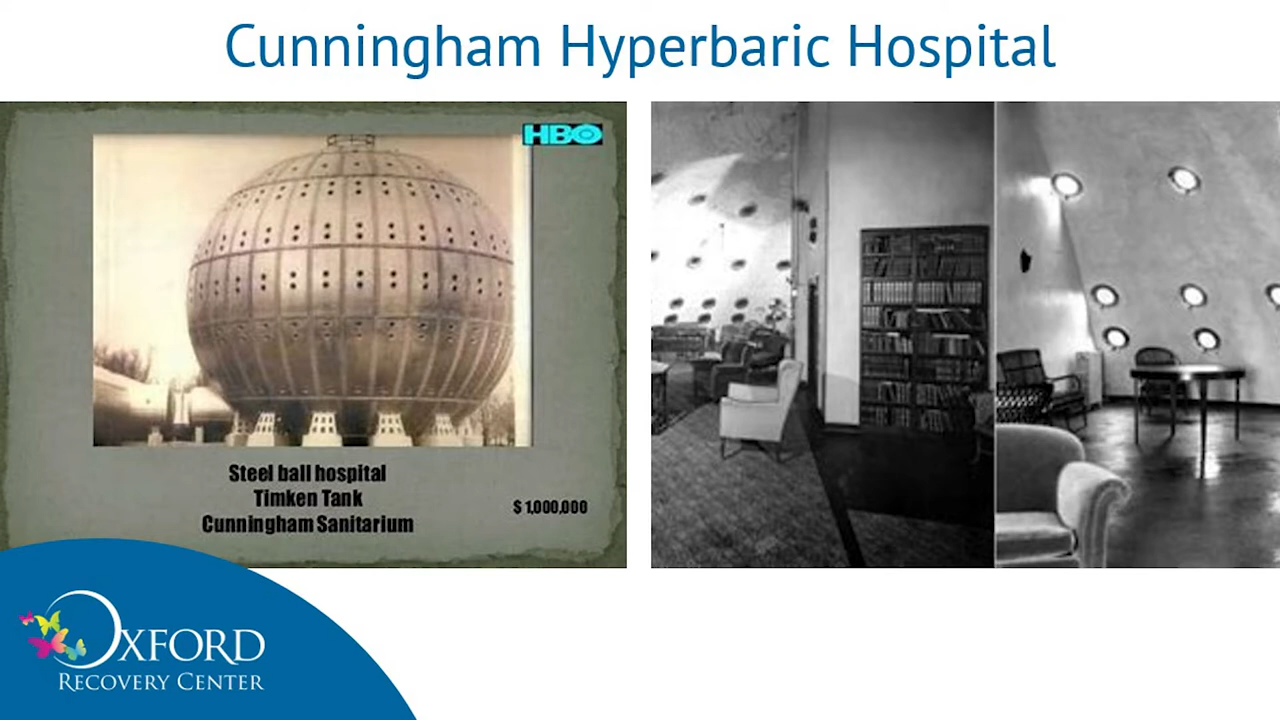 Cunningham Hyperbaric Hospital
HBO
Steel ball hospital
Timken Tank
Cunningham Sanitarium
$ 1,000,000
OXFORD
RECOVERY CENTER